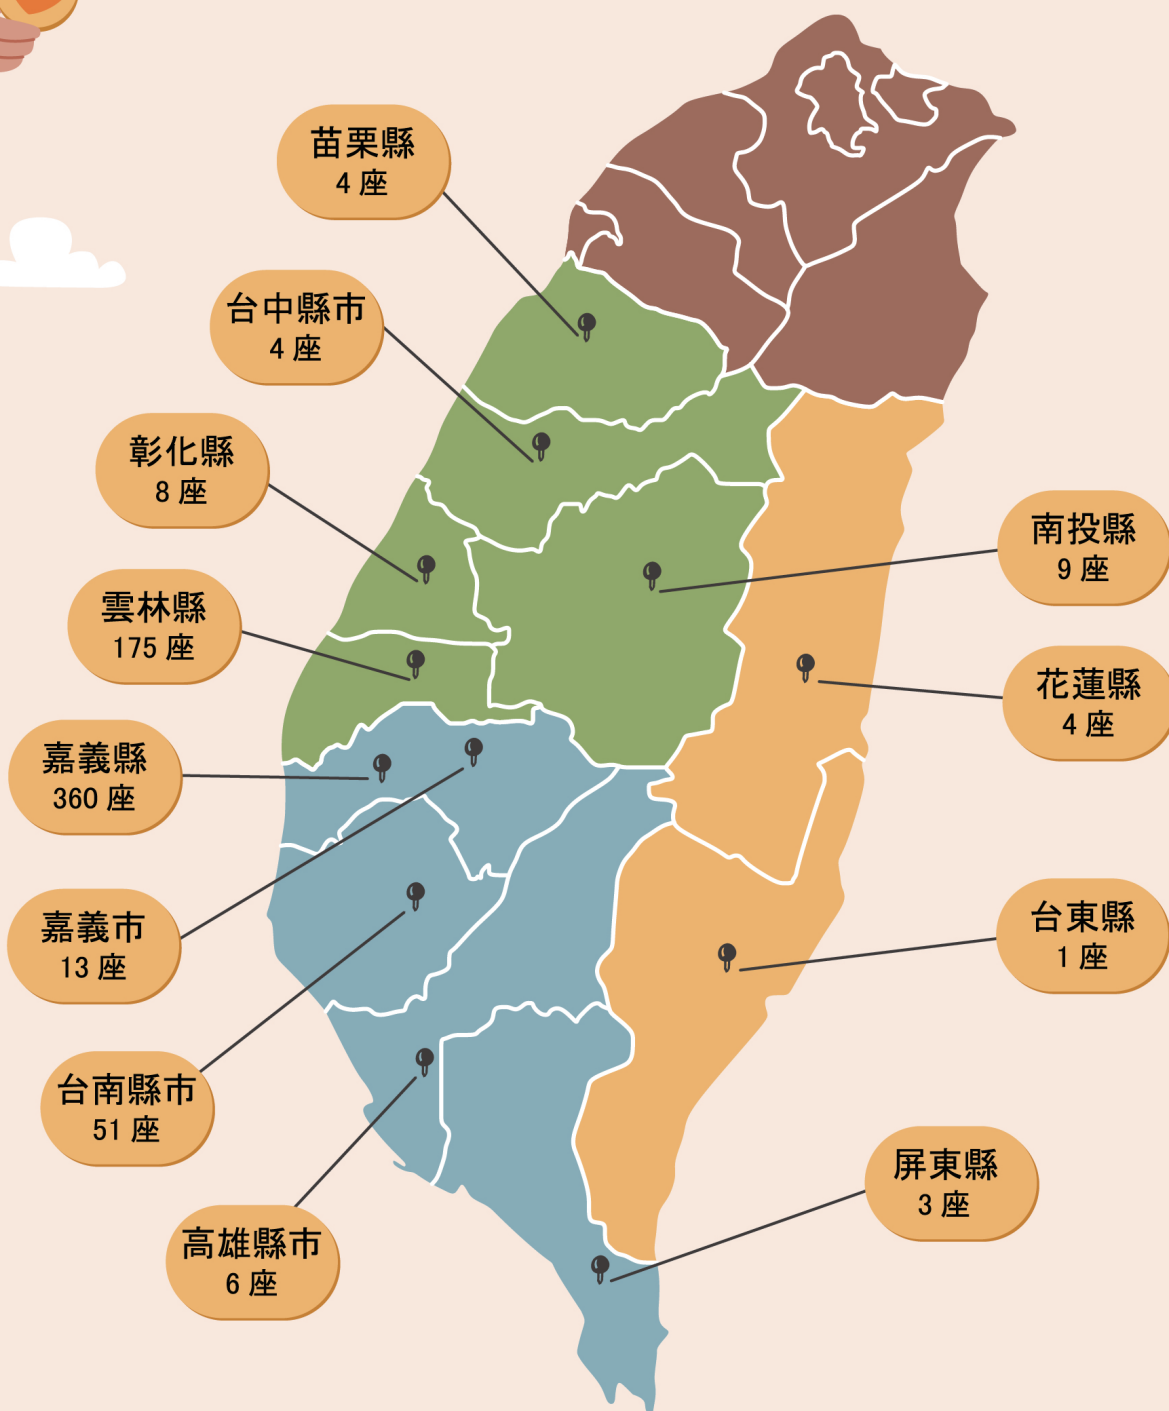 苗栗縣
4 座
台中縣市
4 座
彰化縣
8 座
雲林縣
175 座
嘉義縣
360 座
嘉義市
13 座
台南縣市
51 座
高雄縣市
6 座
南投縣
9 座
花蓮縣
4 座
台東縣
1 座
屏東縣
3 座